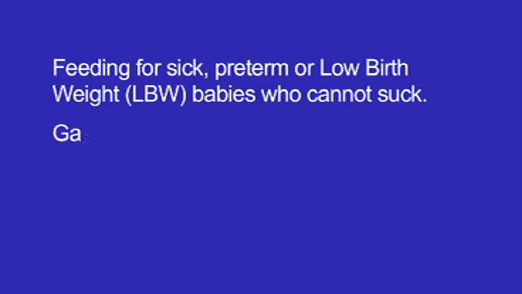 Feeding for sick, preterm or Low Birth
Weight (LBW) babies who cannot suck.
Ga